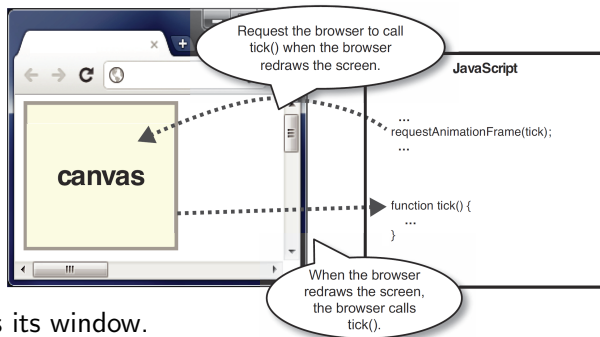 Request the browser to call
tick() when the browser
redraws the screen.
JavaScript
...
requestAnimationFrame(tick);
...
canvas
function tick() {
...
}
When the browser
redraws the screen,
the browser calls
tick().
s its window.